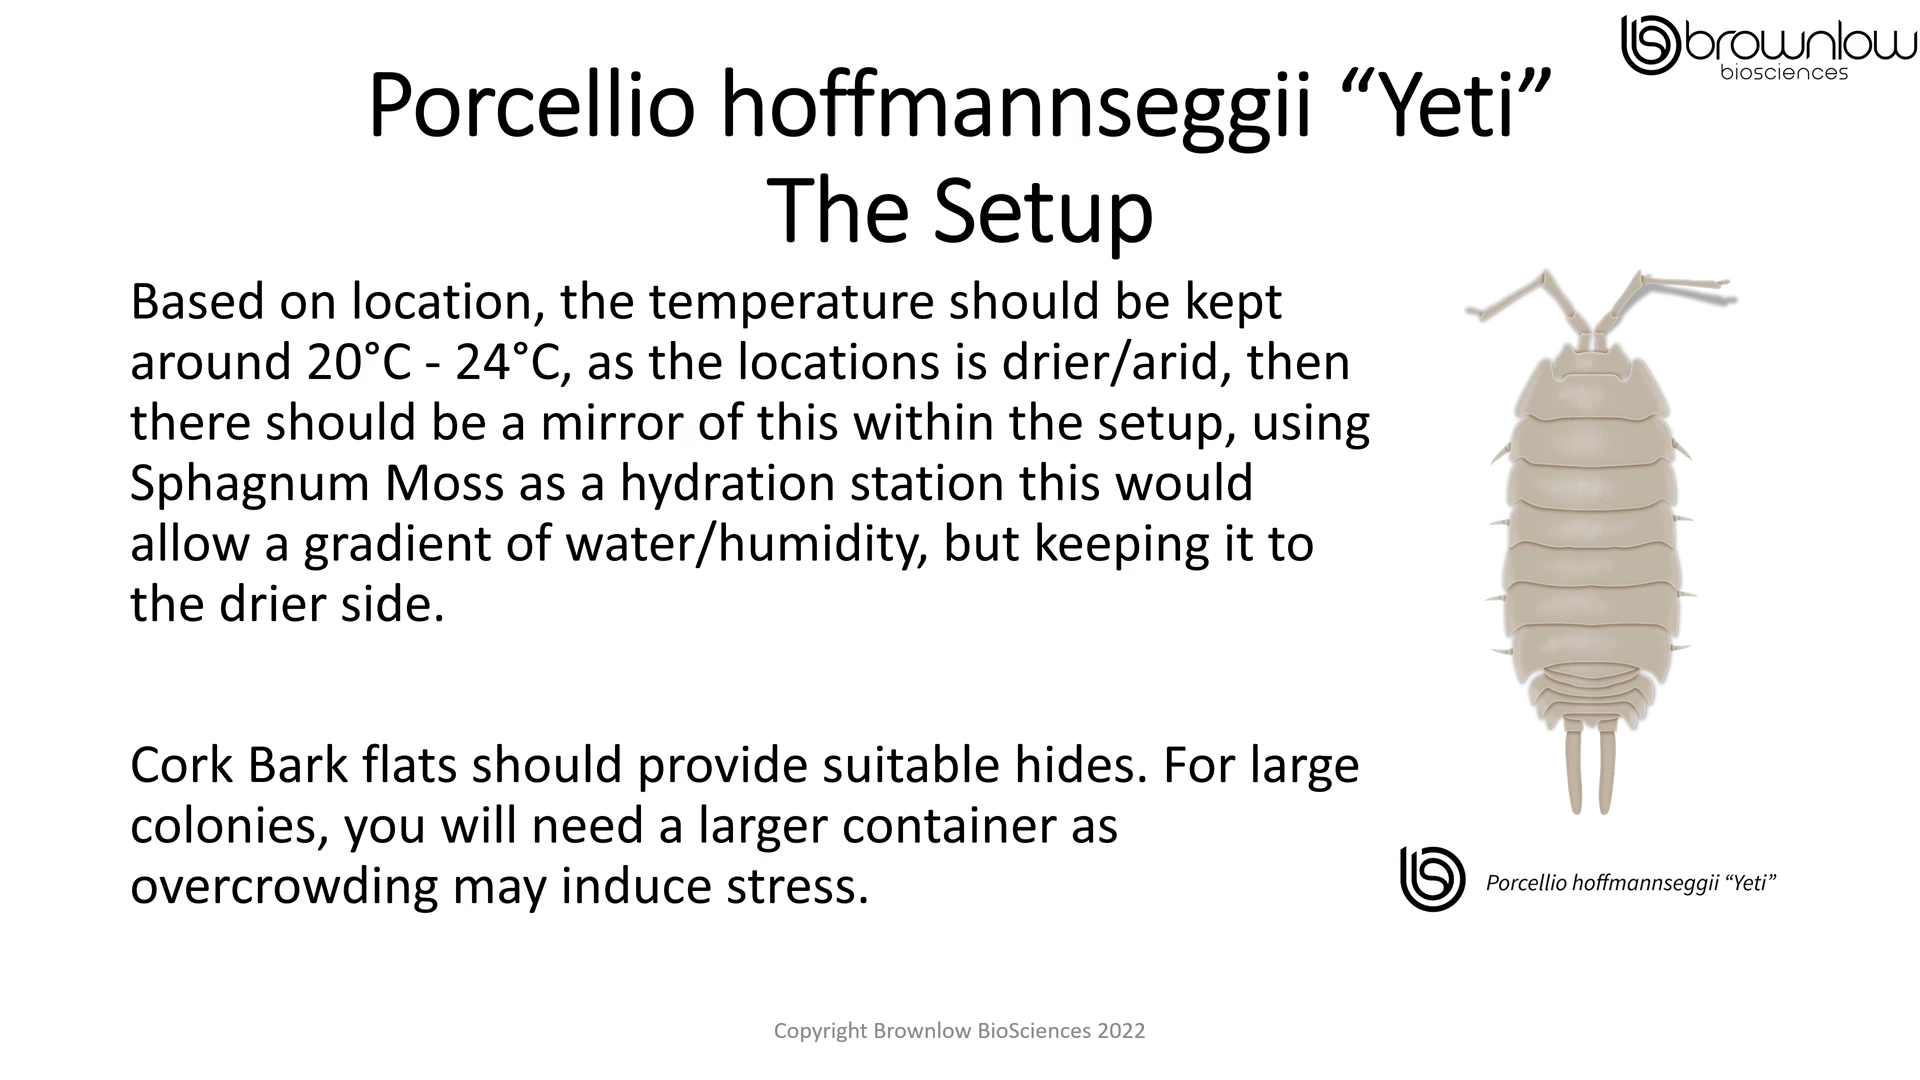 brownlow
biosciences
Porcellio hoffmannseggii “Yeti”
The Setup
Based on location, the temperature should be kept
around 20°C - 24°C, as the locations is drier/arid, then
there should be a mirror of this within the setup, using
Sphagnum Moss as a hydration station this would
allow a gradient of water/humidity, but keeping it to
the drier side.
Cork Bark flats should provide suitable hides. For large
colonies, you will need a larger container as
overcrowding may induce stress.
Porcellio hoffmannseggii “Yeti”
Copyright Brownlow BioSciences 2022